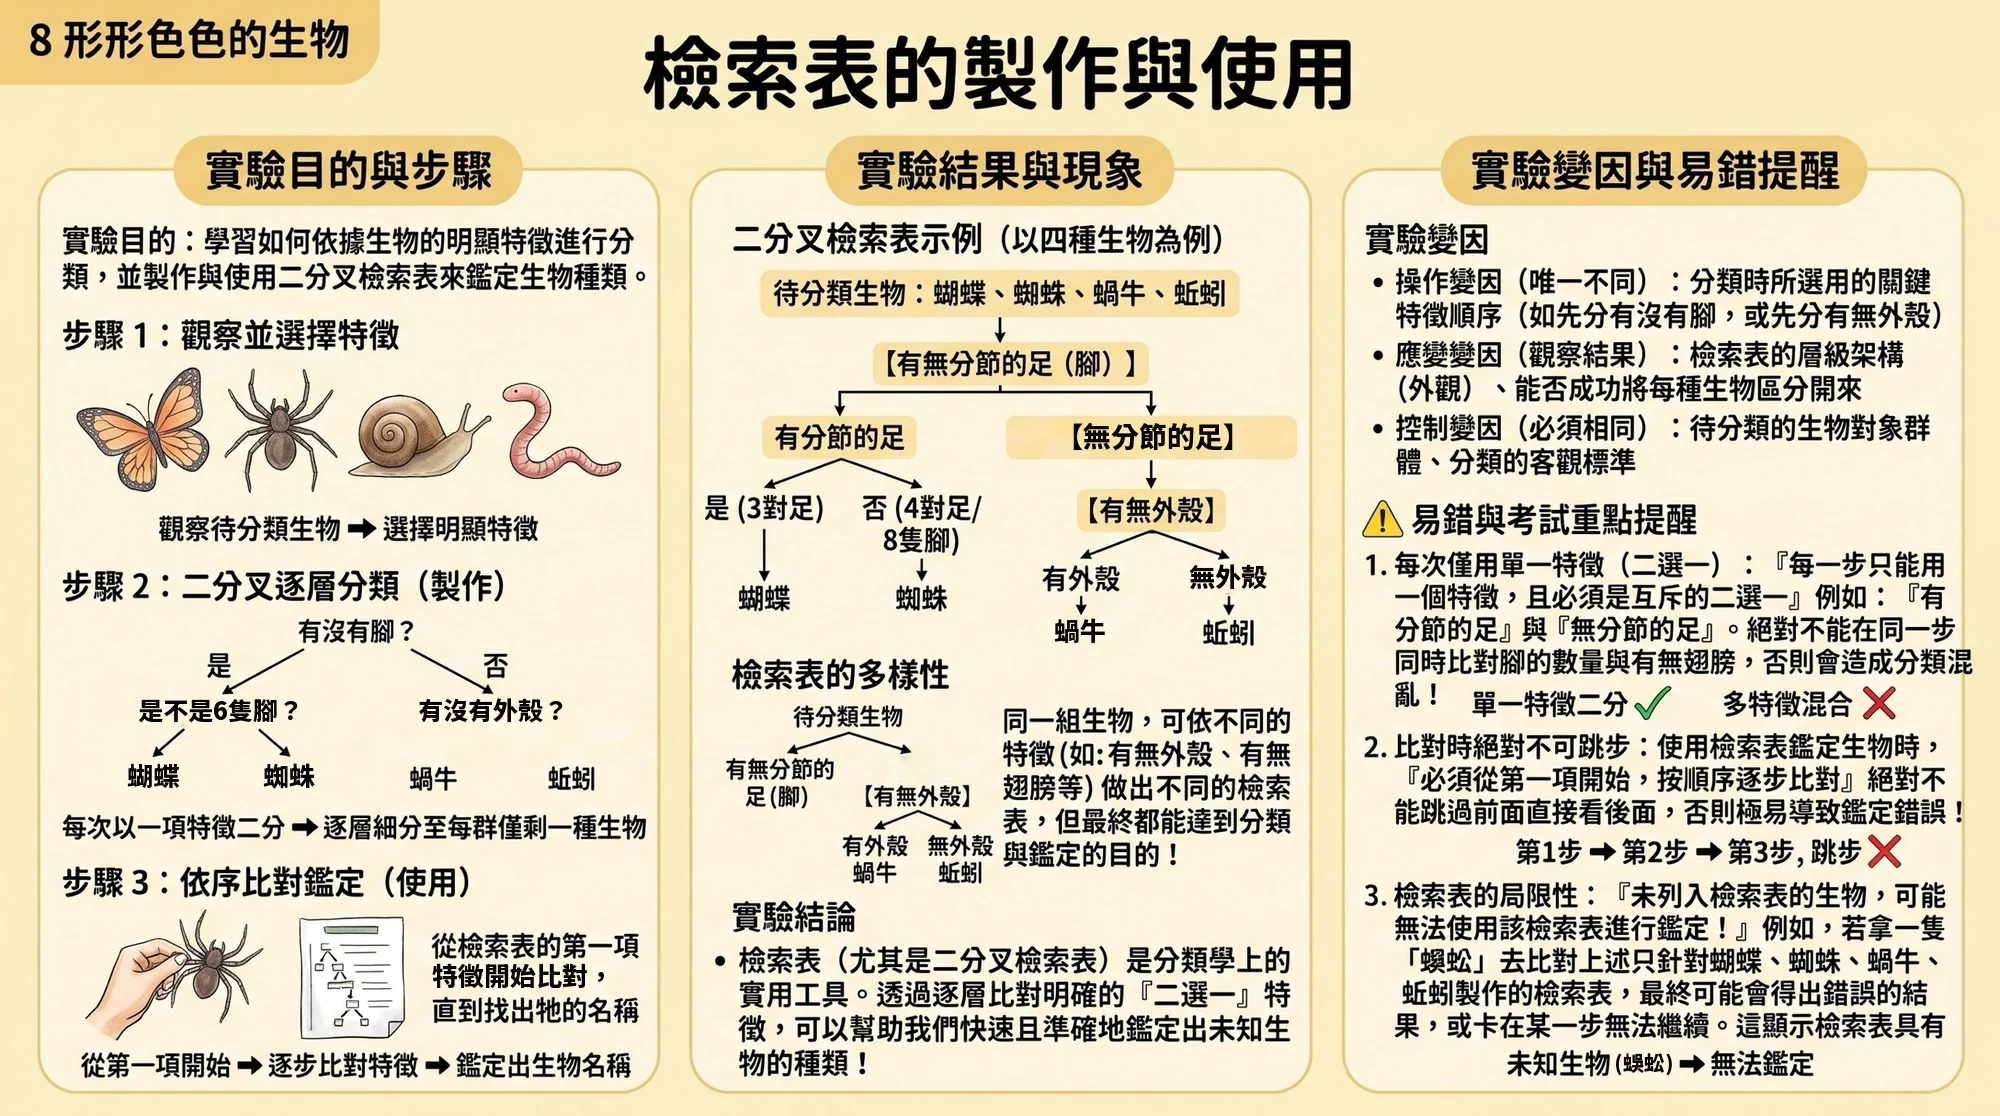 8 形形色色的生物
檢索表的製作與使用
實驗目的與步驟
實驗目的：學習如何依據生物的明顯特徵進行分
類，並製作與使用二分叉檢索表來鑑定生物種類。
步驟 1：觀察並選擇特徵
觀察待分類生物 ➡ 選擇明顯特徵
步驟 2：二分叉逐層分類（製作）
有沒有腳？
是 否
是不是6隻腳？ 有沒有外殼？
蝴蝶 蜘蛛 蝸牛 蚯蚓
每次以一項特徵二分 ➡ 逐層細分至每群僅剩一種生物
步驟 3：依序比對鑑定（使用）
從檢索表的第一項
特徵開始比對，
直到找出牠的名稱
從第一項開始 ➡ 逐步比對特徵 ➡ 鑑定出生物名稱
實驗結果與現象
二分叉檢索表示例（以四種生物為例）
待分類生物：蝴蝶、蜘蛛、蝸牛、蚯蚓
【有無分節的足（腳）】
有分節的足 【無分節的足】
是 (3對足) 否 (4對足/
8隻腳)
【有無外殼】
有外殼 無外殼
蝴蝶 蜘蛛 蝸牛 蚯蚓
檢索表的多樣性
待分類生物
有無分節的
足(腳)
【有無外殼】
有外殼 無外殼
蝸牛 蚯蚓
同一組生物，可依不同的
特徵(如:有無外殼、有無
翅膀等) 做出不同的檢索
表，但最終都能達到分類
與鑑定的目的！
實驗結論
• 檢索表（尤其是二分叉檢索表）是分類學上的
實用工具。透過逐層比對明確的『二選一』特
徵，可以幫助我們快速且準確地鑑定出未知生
物的種類！
實驗變因與易錯提醒
實驗變因
• 操作變因（唯一不同）：分類時所選用的關鍵
特徵順序（如先分有沒有腳，或先分有無外殼）
• 應變變因（觀察結果）：檢索表的層級架構
（外觀）、能否成功將每種生物區分開來
• 控制變因（必須相同）：待分類的生物對象群
體、分類的客觀標準
⚠ 易錯與考試重點提醒
1. 每次僅用單一特徵（二選一）：『每一步只能用
一個特徵，且必須是互斥的二選一』例如：『有
分節的足』與『無分節的足』。絕對不能在同一步
同時比對腳的數量與有無翅膀，否則會造成分類混
亂！
單一特徵二分 ✓ 多特徵混合 ✗
2. 比對時絕對不可跳步：使用檢索表鑑定生物時，
『必須從第一項開始，按順序逐步比對』絕對不
能跳過前面直接看後面，否則極易導致鑑定錯誤！
第1步 ➡ 第2步 ➡ 第3步, 跳步 ✗
3. 檢索表的局限性：『未列入檢索表的生物，可能
無法使用該檢索表進行鑑定！』例如，若拿一隻
「蜈蚣」去比對上述只針對蝴蝶、蜘蛛、蝸牛、
蚯蚓製作的檢索表，最終可能會得出錯誤的結
果，或卡在某一步無法繼續。這顯示檢索表具有
未知生物(蜈蚣) ➡ 無法鑑定